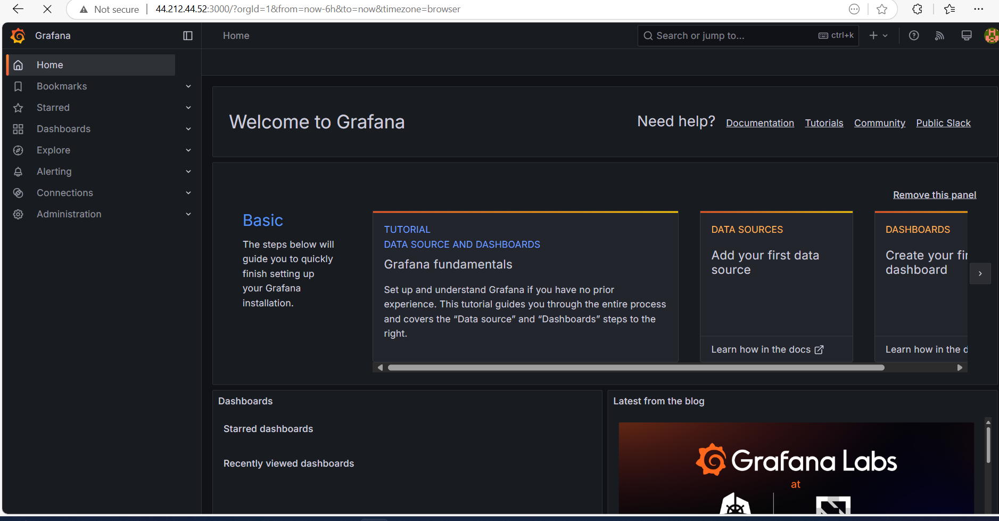 Not secure
44.212.44.52:3000/?orgId=1&from=now-6h&to=now&timezone=browser
Grafana
Home
Search or jump to...
ctrl+k
Home
Bookmarks
Starred
Dashboards
Explore
Alerting
Connections
Administration
Welcome to Grafana
Need help?
Documentation
Tutorials
Community
Public Slack
Remove this panel
Basic
The steps below will
guide you to quickly
finish setting up
your Grafana
installation.
TUTORIAL
DATA SOURCE AND DASHBOARDS
Grafana fundamentals
Set up and understand Grafana if you have no prior
experience. This tutorial guides you through the entire process
and covers the “Data source” and “Dashboards” steps to the
right.
DATA SOURCES
Add your first data
source
Learn how in the docs
DASHBOARDS
Create your fir
dashboard
Learn how in the d
Dashboards
Starred dashboards
Recently viewed dashboards
Latest from the blog
Grafana Labs
at